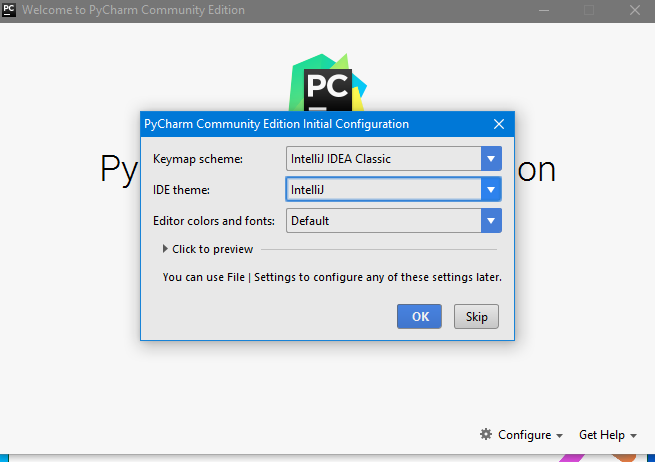 PC Welcome to PyCharm Community Edition
PC
PyCharm Community Edition Initial Configuration
Py
on
Keymap scheme: IntelliJ IDEA Classic
IDE theme: IntelliJ
Editor colors and fonts: Default
Click to preview
You can use File | Settings to configure any of these settings later.
OK Skip
Configure Get Help